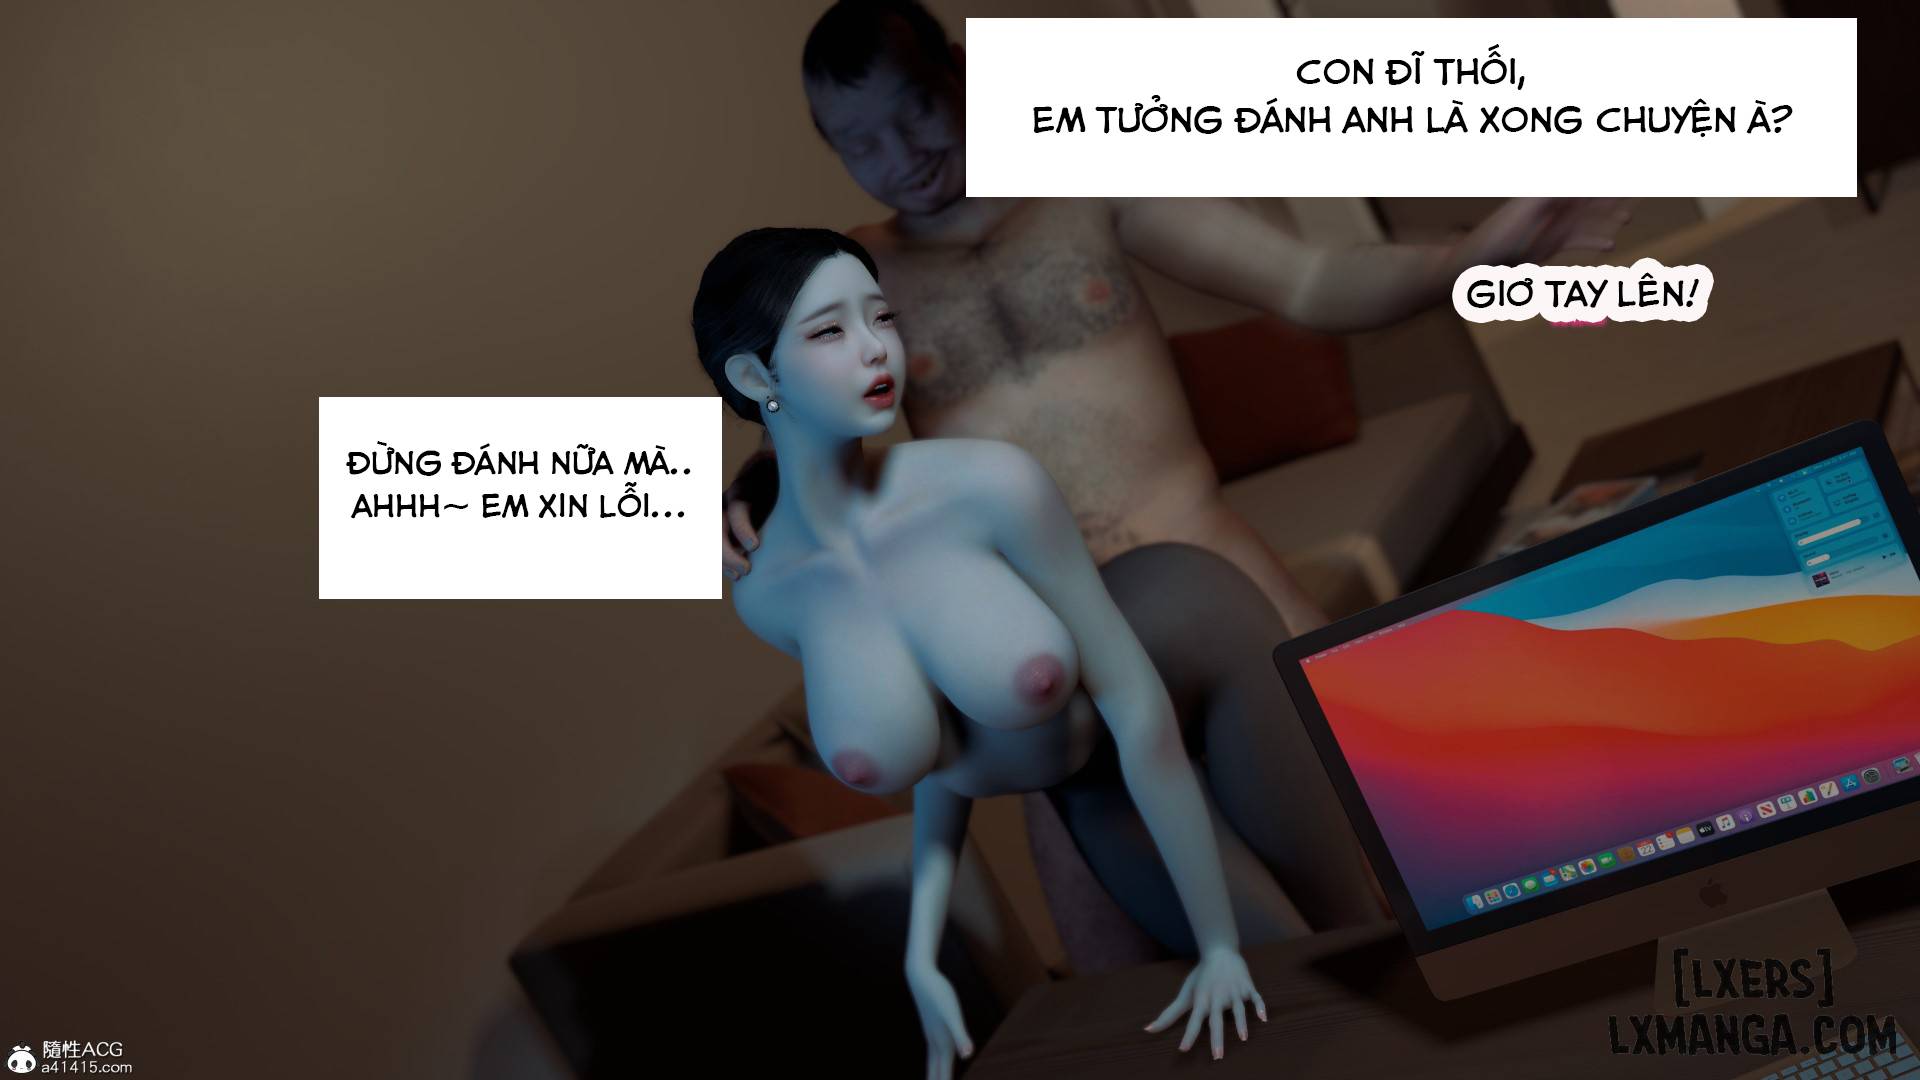 CON ĐĨ THỐI,
EM TƯỞNG ĐÁNH ANH LÀ XONG CHUYỆN À?
GIƠ TAY LÊN!
ĐỪNG ĐÁNH NỮA MÀ..
AHHH~ EM XIN LỖI...
[LXERS]
LXMANGA.COM
隨性ACG
a41415.com